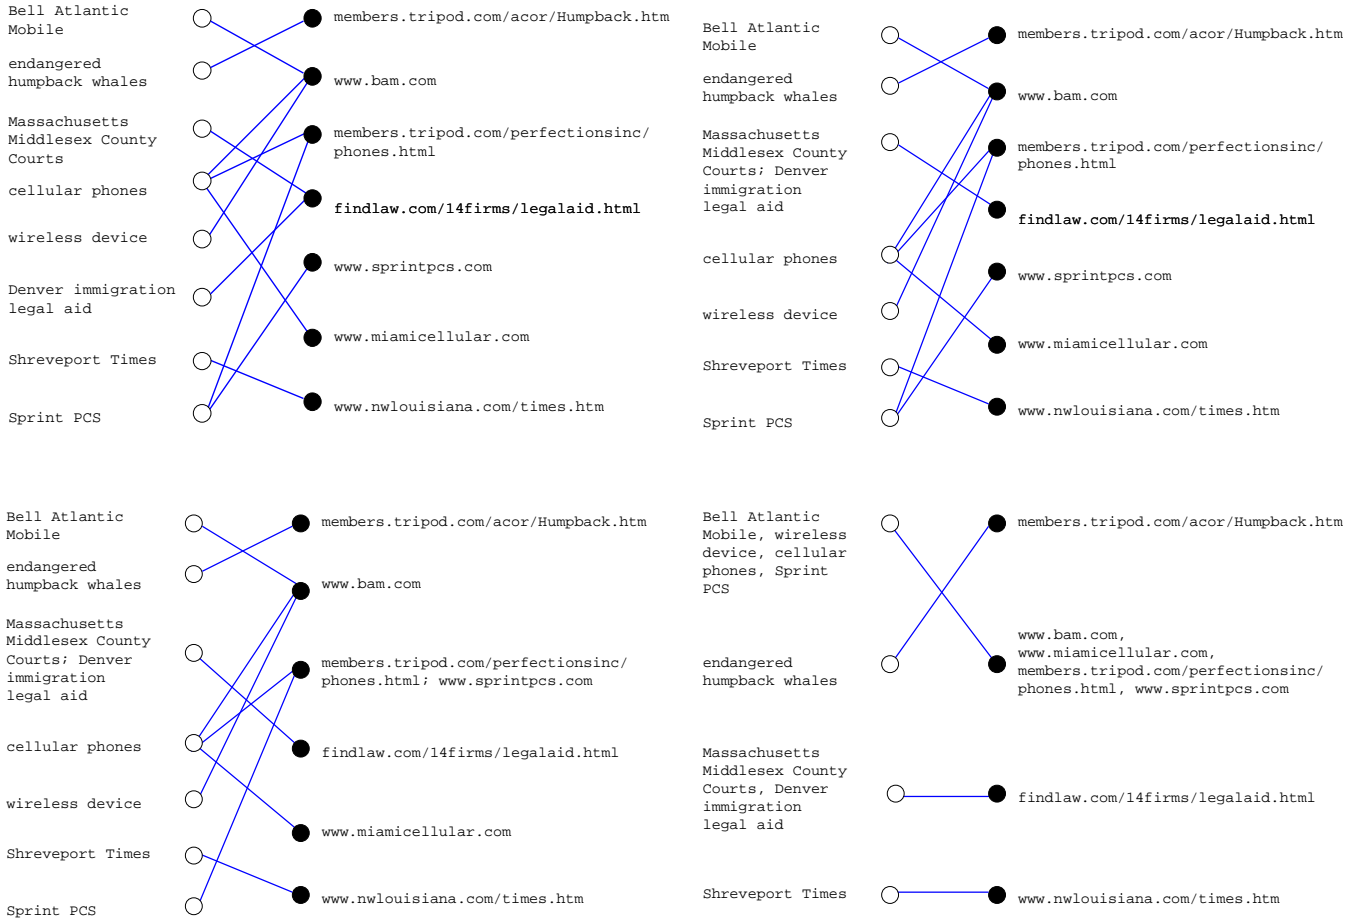 Bell Atlantic
Mobile
endangered
humpback whales
Massachusetts
Middlesex County
Courts
cellular phones
wireless device
Denver immigration
legal aid
Shreveport Times
Sprint PCS
members.tripod.com/acor/Humpback.htm
www.bam.com
members.tripod.com/perfectionsinc/
phones.html
findlaw.com/14firms/legalaid.html
www.sprintpcs.com
www.miamicellular.com
www.nwlouisiana.com/times.htm
Bell Atlantic
Mobile
endangered
humpback whales
Massachusetts
Middlesex County
Courts; Denver
immigration
legal aid
cellular phones
wireless device
Shreveport Times
Sprint PCS
members.tripod.com/acor/Humpback.htm
www.bam.com
members.tripod.com/perfectionsinc/
phones.html
findlaw.com/14firms/legalaid.html
www.sprintpcs.com
www.miamicellular.com
www.nwlouisiana.com/times.htm
Bell Atlantic
Mobile
endangered
humpback whales
Massachusetts
Middlesex County
Courts; Denver
immigration
legal aid
cellular phones
wireless device
Shreveport Times
Sprint PCS
members.tripod.com/acor/Humpback.htm
www.bam.com
members.tripod.com/perfectionsinc/
phones.html; www.sprintpcs.com
findlaw.com/14firms/legalaid.html
www.miamicellular.com
www.nwlouisiana.com/times.htm
Bell Atlantic
Mobile, wireless
device, cellular
phones, Sprint
PCS
endangered
humpback whales
Massachusetts
Middlesex County
Courts, Denver
immigration
legal aid
Shreveport Times
members.tripod.com/acor/Humpback.htm
www.bam.com,
www.miamicellular.com,
members.tripod.com/perfectionsinc/
phones.html, www.sprintpcs.com
findlaw.com/14firms/legalaid.html
www.nwlouisiana.com/times.htm